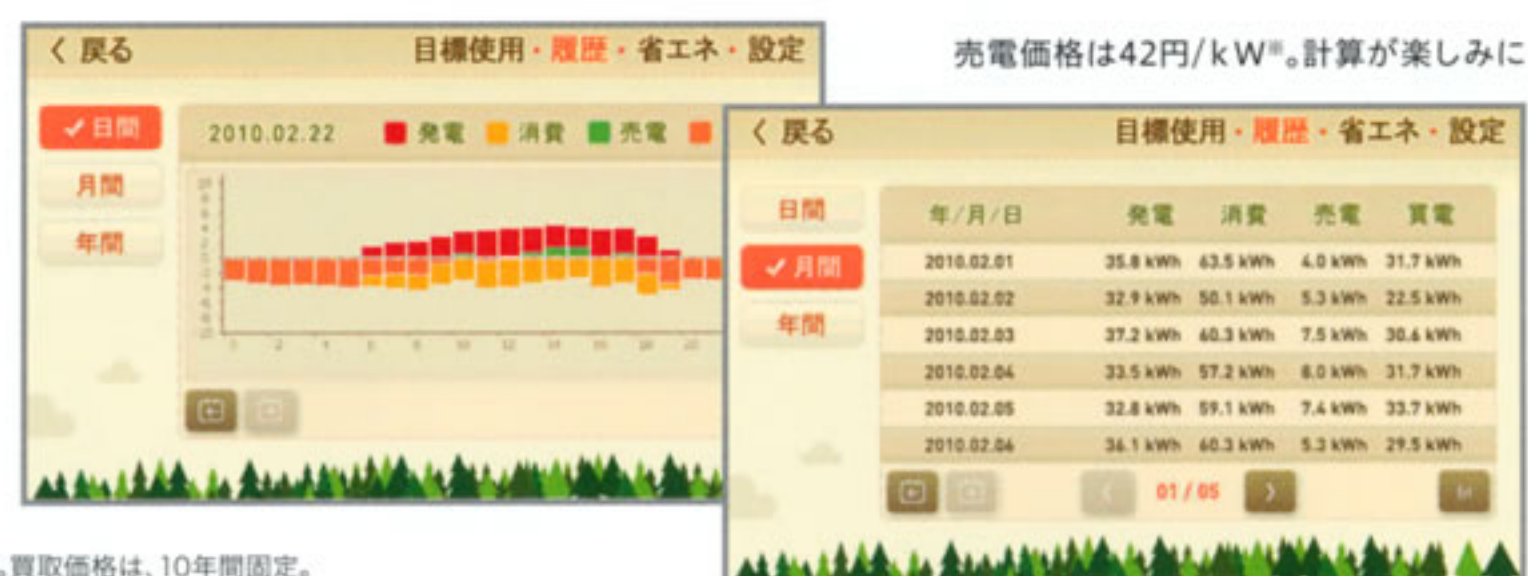 売電価格は42円/kW※。計算が楽しみに
く 戻る 目標使用・履歴・省エネ・設定
✓日間 2010.02.22 発電 消費 売電
月間
年間
く 戻る 目標使用・履歴・省エネ・設定
日間
✓月間
年間
年/月/日 発電 消費 売電 買電
2010.02.01 35.8 kWh 63.5 kWh 4.0 kWh 31.7 kWh
2010.02.02 32.9 kWh 50.1 kWh 5.3 kWh 22.5 kWh
2010.02.03 37.2 kWh 60.3 kWh 7.5 kWh 30.6 kWh
2010.02.04 33.5 kWh 57.2 kWh 8.0 kWh 31.7 kWh
2010.02.05 32.8 kWh 59.1 kWh 7.4 kWh 33.7 kWh
2010.02.06 36.1 kWh 60.3 kWh 5.3 kWh 29.5 kWh
01 / 05
。買取価格は、10年間固定。